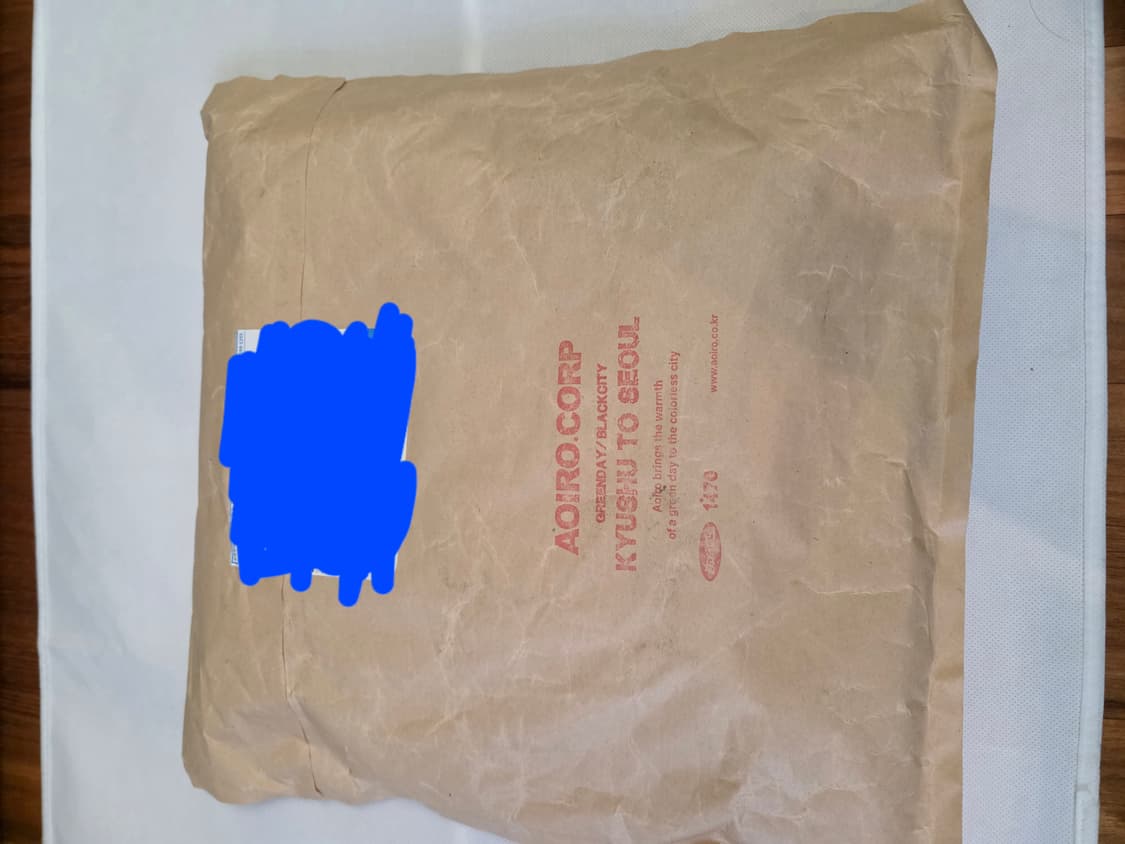 AOIRO.CORP
GREENDAY/BLACKCITY
KYUSHU TO SEOUL
Aoiro brings the warmth
of a green day to the colorless city
1470
www.aoiro.co.kr